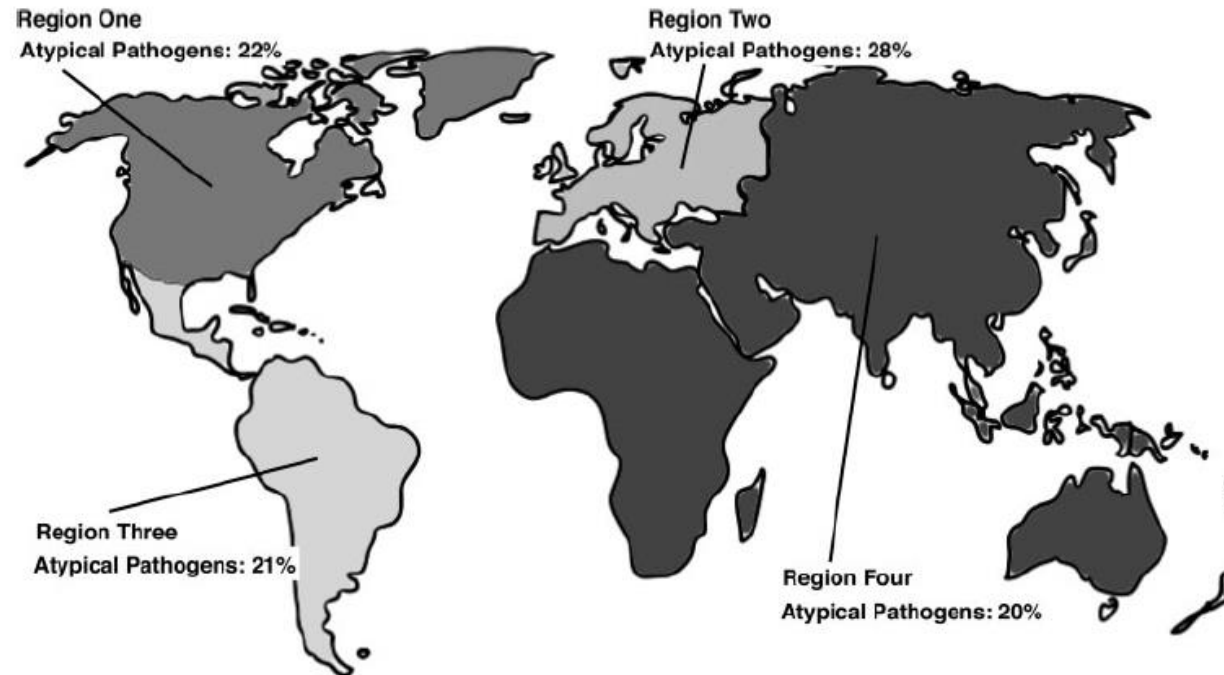 Region One
Atypical Pathogens: 22%
Region Two
Atypical Pathogens: 28%
Region Three
Atypical Pathogens: 21%
Region Four
Atypical Pathogens: 20%